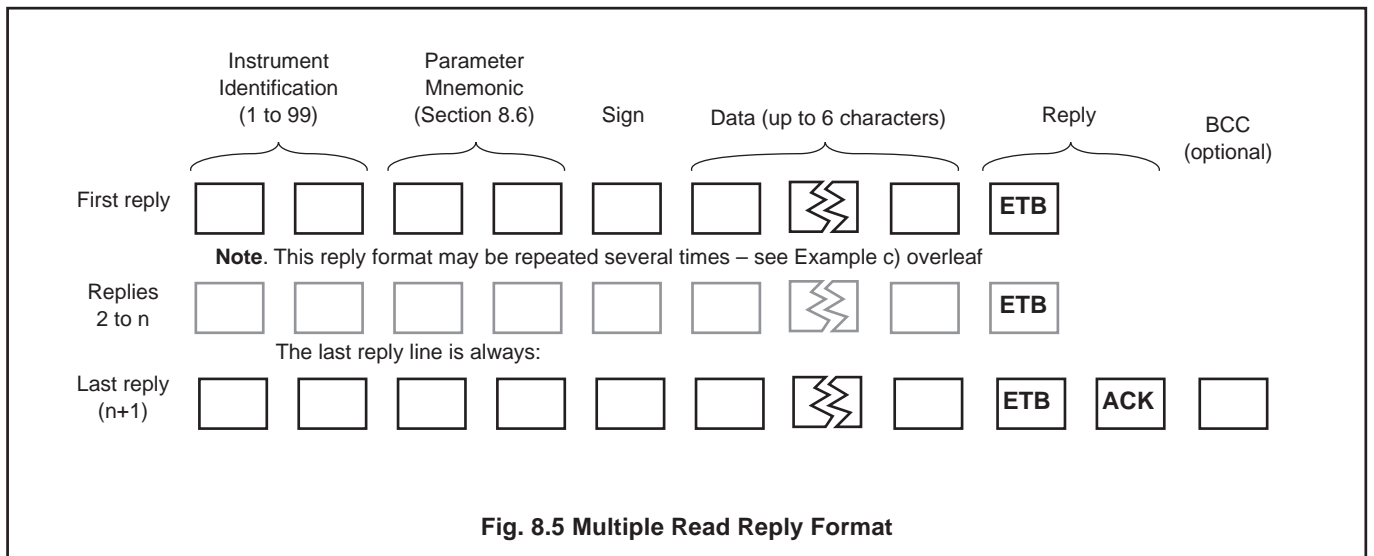 Instrument
Identification
(1 to 99)
Parameter
Mnemonic
(Section 8.6)
Sign
Data (up to 6 characters)
Reply
BCC
(optional)
First reply
ETB
Note. This reply format may be repeated several times – see Example c) overleaf
Replies
2 to n
ETB
The last reply line is always:
Last reply
(n+1)
ETB ACK
Fig. 8.5 Multiple Read Reply Format